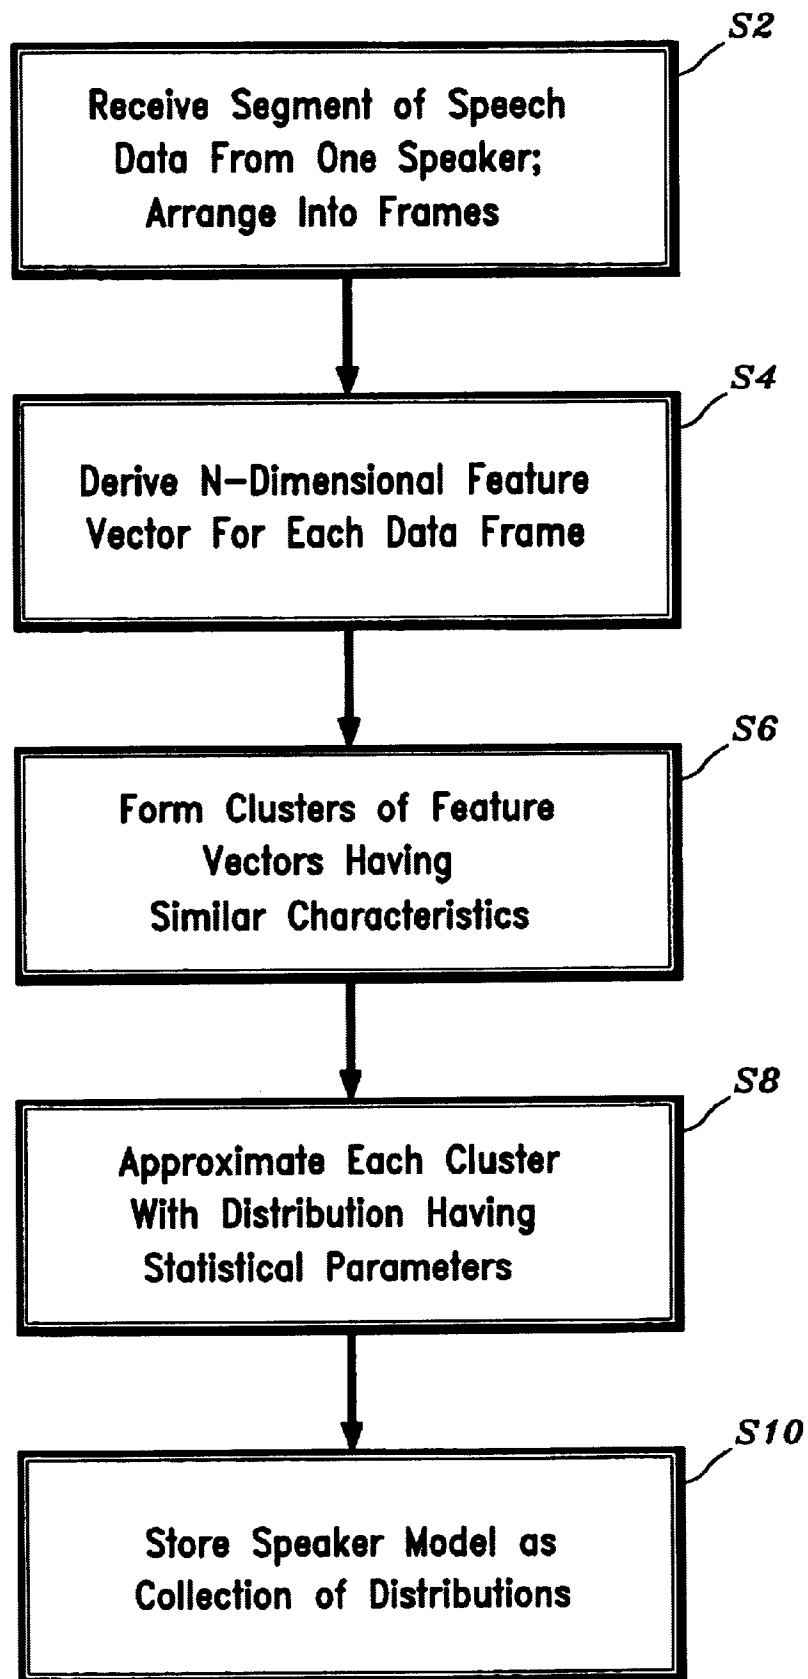 S2
Receive Segment of Speech
Data From One Speaker;
Arrange Into Frames
S4
Derive N-Dimensional Feature
Vector For Each Data Frame
S6
Form Clusters of Feature
Vectors Having
Similar Characteristics
S8
Approximate Each Cluster
With Distribution Having
Statistical Parameters
S10
Store Speaker Model as
Collection of Distributions